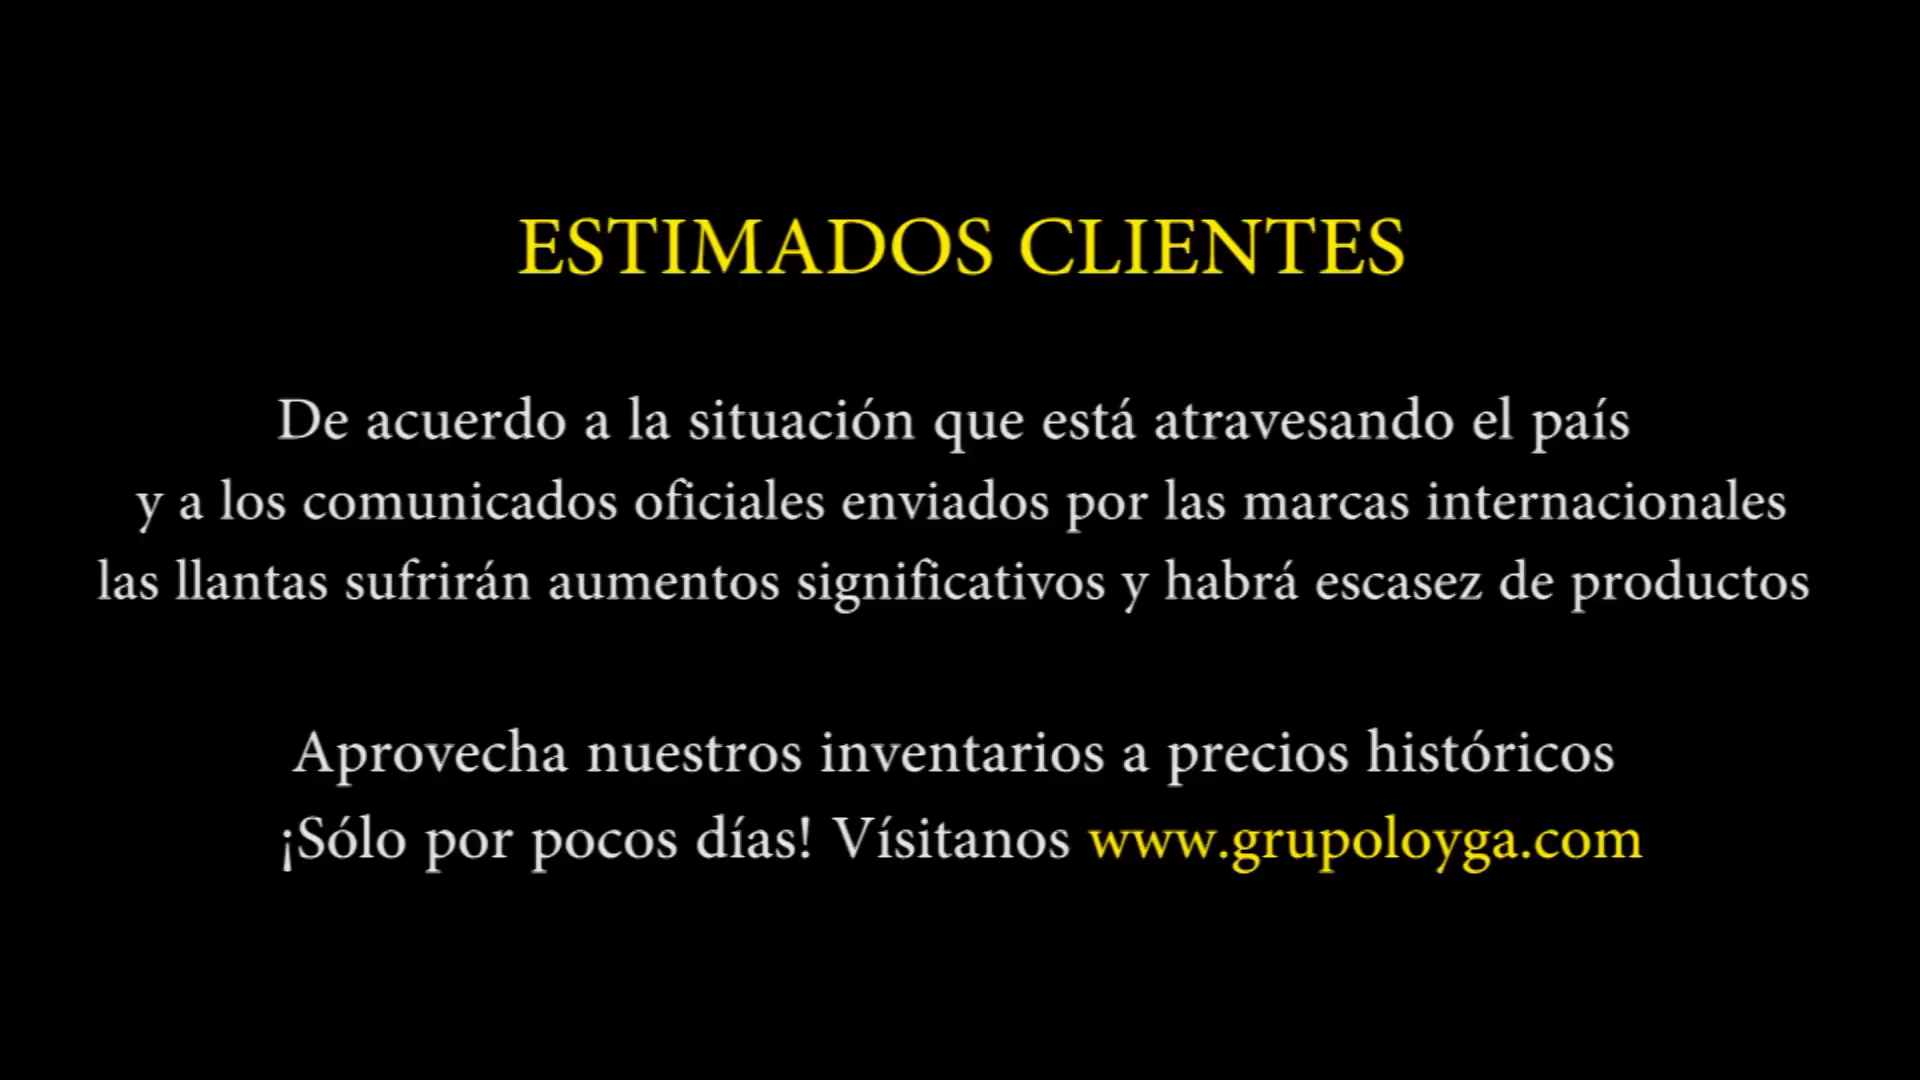 ESTIMADOS CLIENTES
De acuerdo a la situación que está atravesando el país
y a los comunicados oficiales enviados por las marcas internacionales
las llantas sufrirán aumentos significativos y habrá escasez de productos
Aprovecha nuestros inventarios a precios históricos
¡Sólo por pocos días! Vísitanos www.grupoloyga.com